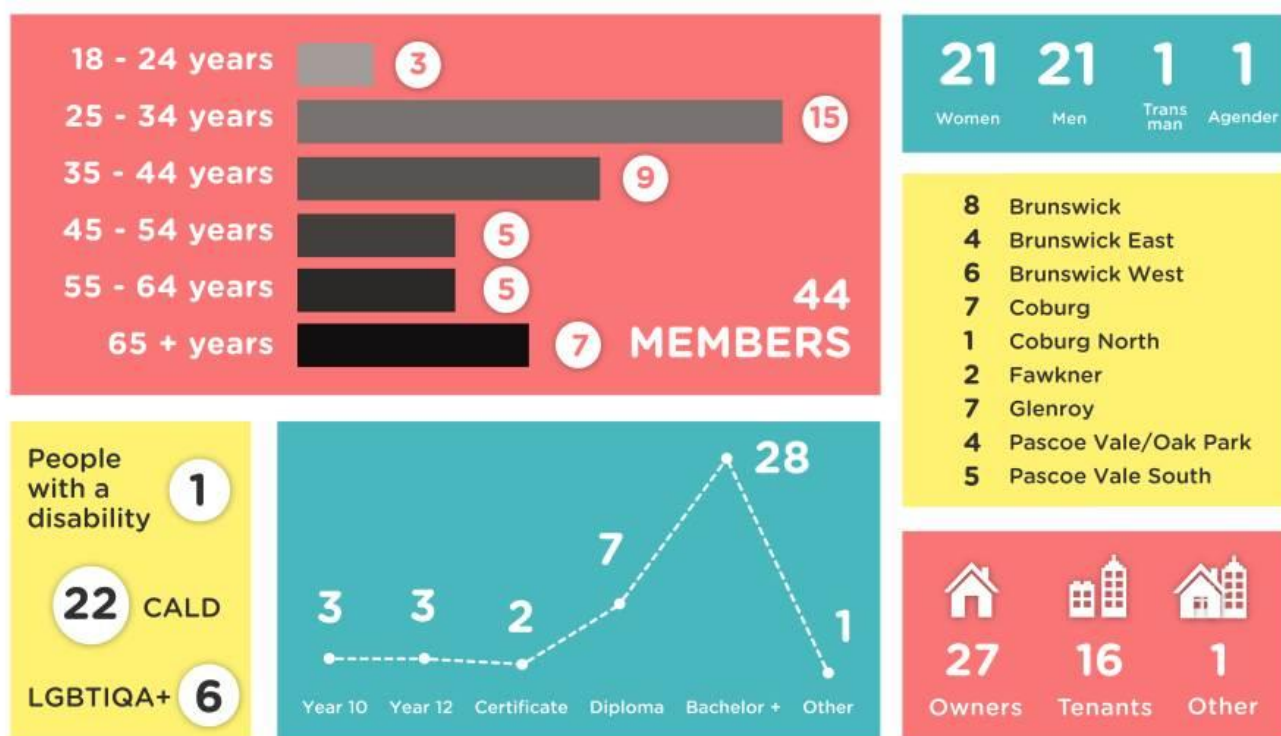 18 - 24 years 3
25 - 34 years 15
35 - 44 years 9
45 - 54 years 5
55 - 64 years 5
65 + years 7
44
MEMBERS
21 21 1 1
Women Men Trans man Agender
8 Brunswick
4 Brunswick East
6 Brunswick West
7 Coburg
1 Coburg North
2 Fawkner
7 Glenroy
4 Pascoe Vale/Oak Park
5 Pascoe Vale South
People
with a
disability
1
22 CALD
LGBTIQA+ 6
3 3 2 7 28 1
Year 10 Year 12 Certificate Diploma Bachelor + Other
27 16 1
Owners Tenants Other